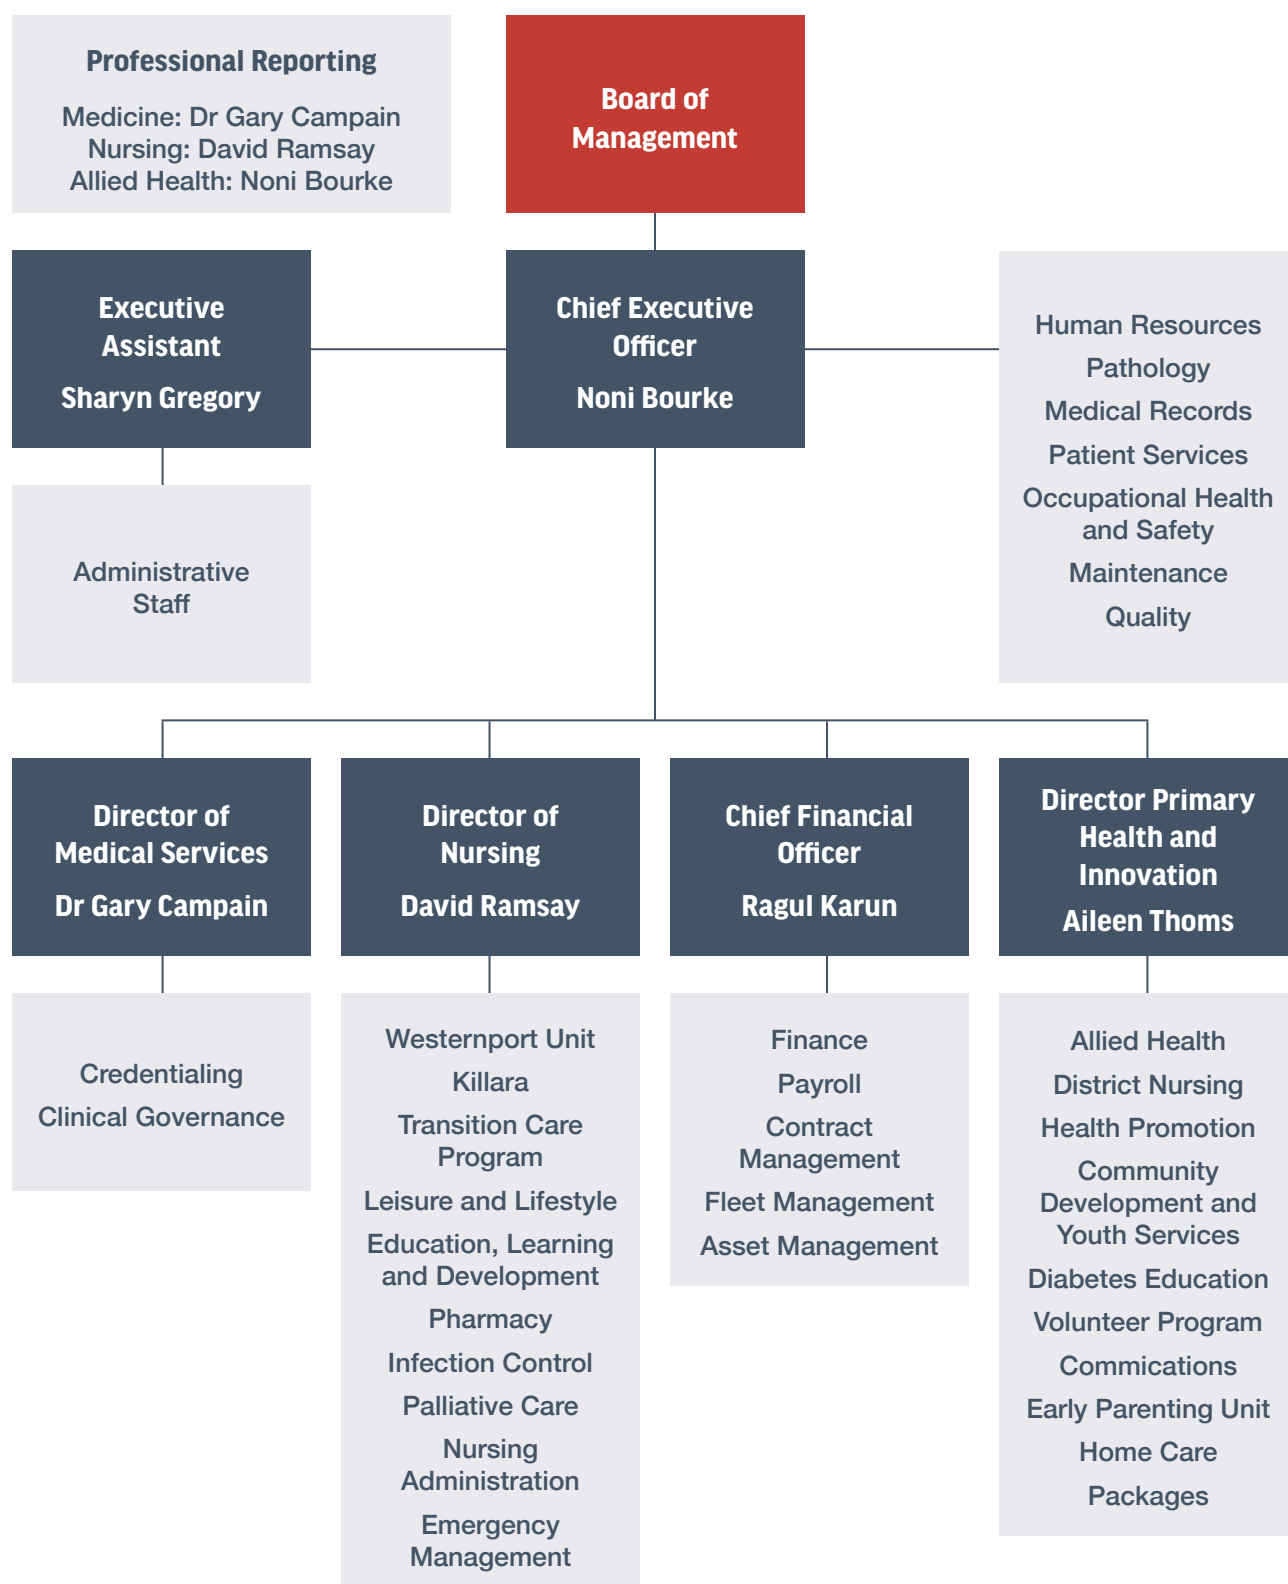 Professional Reporting
Medicine: Dr Gary Campain
Nursing: David Ramsay
Allied Health: Noni Bourke
Board of
Management
Executive
Assistant
Sharyn Gregory
Chief Executive
Officer
Noni Bourke
Human Resources
Pathology
Medical Records
Patient Services
Occupational Health
and Safety
Maintenance
Quality
Administrative
Staff
Director of
Medical Services
Dr Gary Campain
Director of
Nursing
David Ramsay
Chief Financial
Officer
Ragul Karun
Director Primary
Health and
Innovation
Aileen Thoms
Credentialing
Clinical Governance
Westernport Unit
Killara
Transition Care
Program
Leisure and Lifestyle
Education, Learning
and Development
Pharmacy
Infection Control
Palliative Care
Nursing
Administration
Emergency
Management
Finance
Payroll
Contract
Management
Fleet Management
Asset Management
Allied Health
District Nursing
Health Promotion
Community
Development and
Youth Services
Diabetes Education
Volunteer Program
Commications
Early Parenting Unit
Home Care
Packages